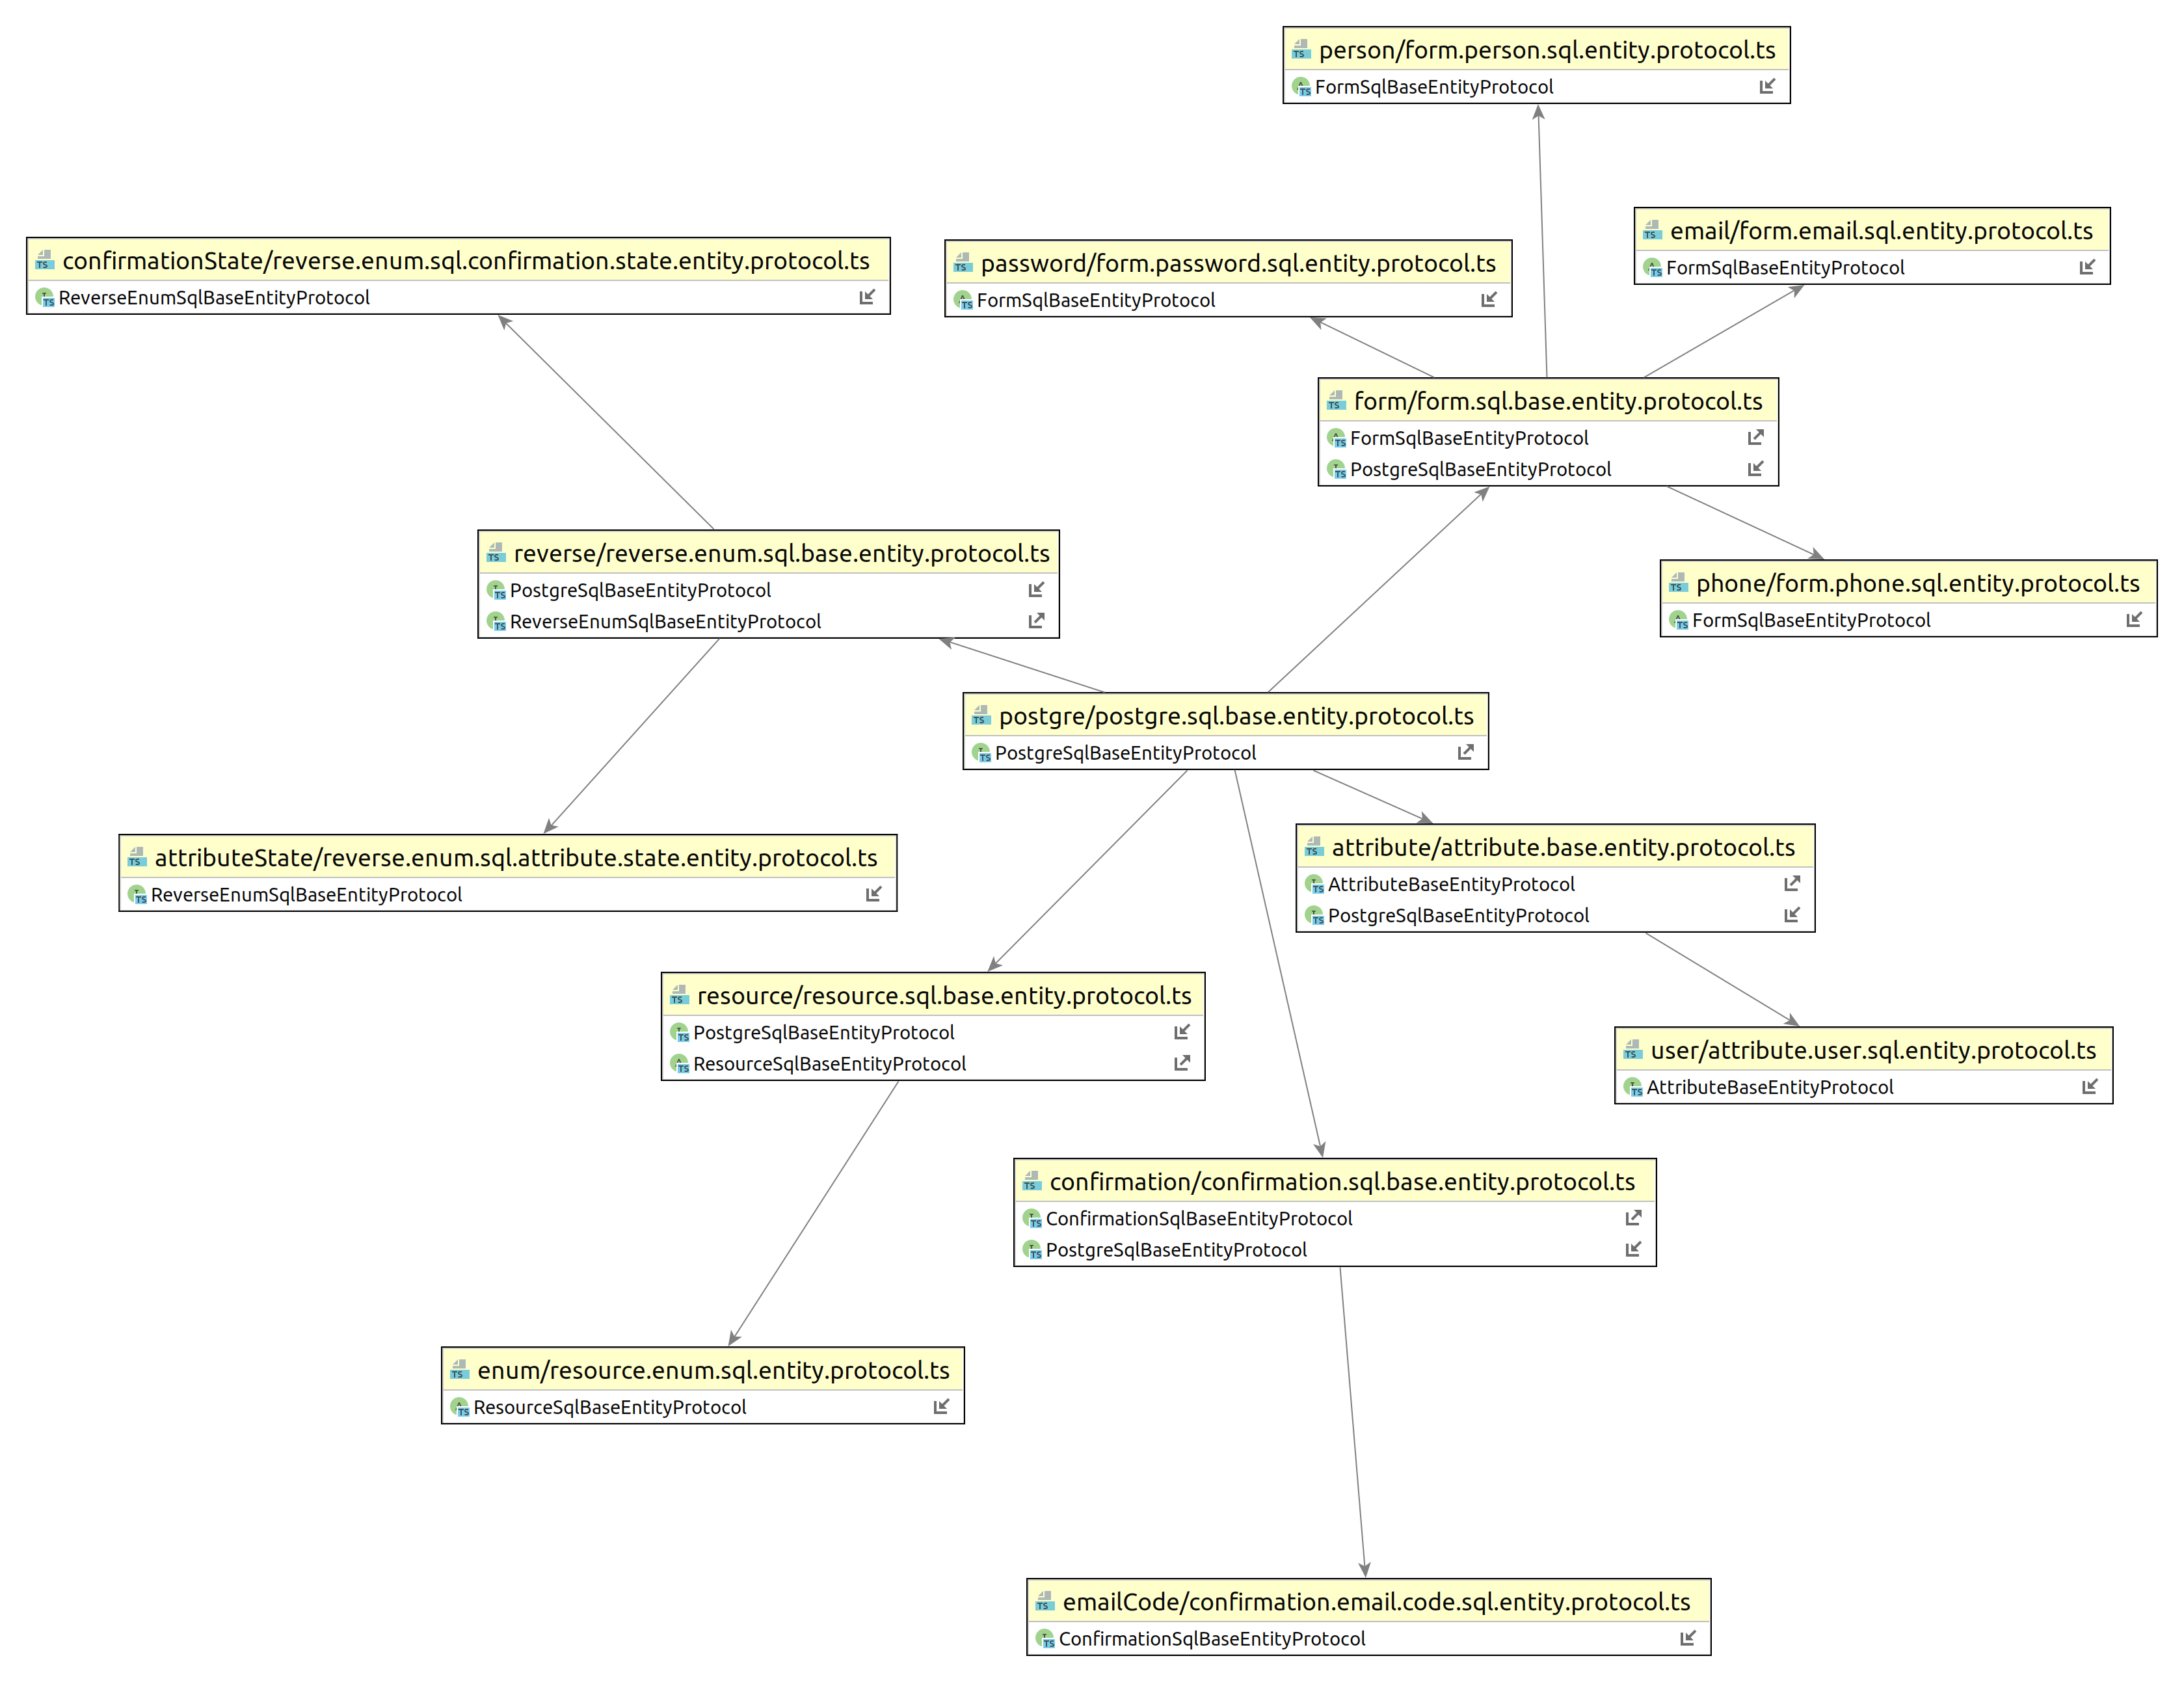 person/form.person.sql.entity.protocol.ts
FormSqlBaseEntityProtocol
email/form.email.sql.entity.protocol.ts
FormSqlBaseEntityProtocol
confirmationState/reverse.enum.sql.confirmation.state.entity.protocol.ts
ReverseEnumSqlBaseEntityProtocol
password/form.password.sql.entity.protocol.ts
FormSqlBaseEntityProtocol
form/form.sql.base.entity.protocol.ts
FormSqlBaseEntityProtocol
PostgreSqlBaseEntityProtocol
reverse/reverse.enum.sql.base.entity.protocol.ts
PostgreSqlBaseEntityProtocol
ReverseEnumSqlBaseEntityProtocol
phone/form.phone.sql.entity.protocol.ts
FormSqlBaseEntityProtocol
postgre/postgre.sql.base.entity.protocol.ts
PostgreSqlBaseEntityProtocol
attributeState/reverse.enum.sql.attribute.state.entity.protocol.ts
ReverseEnumSqlBaseEntityProtocol
attribute/attribute.base.entity.protocol.ts
AttributeBaseEntityProtocol
PostgreSqlBaseEntityProtocol
resource/resource.sql.base.entity.protocol.ts
PostgreSqlBaseEntityProtocol
ResourceSqlBaseEntityProtocol
user/attribute.user.sql.entity.protocol.ts
AttributeBaseEntityProtocol
confirmation/confirmation.sql.base.entity.protocol.ts
ConfirmationSqlBaseEntityProtocol
PostgreSqlBaseEntityProtocol
enum/resource.enum.sql.entity.protocol.ts
ResourceSqlBaseEntityProtocol
emailCode/confirmation.email.code.sql.entity.protocol.ts
ConfirmationSqlBaseEntityProtocol